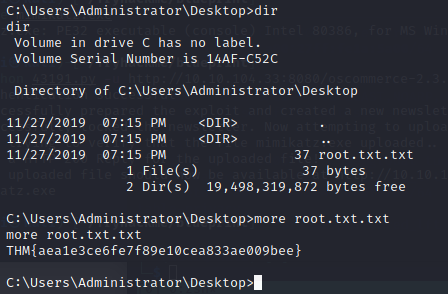 C:\Users\Administrator\Desktop>dir
dir
 Volume in drive C has no label.
 Volume Serial Number is 14AF-C52C

 Directory of C:\Users\Administrator\Desktop

11/27/2019  07:15 PM    <DIR>          .
11/27/2019  07:15 PM    <DIR>          ..
11/27/2019  07:15 PM                37 root.txt.txt
               1 File(s)             37 bytes
               2 Dir(s)  19,498,319,872 bytes free

C:\Users\Administrator\Desktop>more root.txt.txt
more root.txt.txt
THM{aea1e3ce6fe7f89e10cea833ae009bee}

C:\Users\Administrator\Desktop>